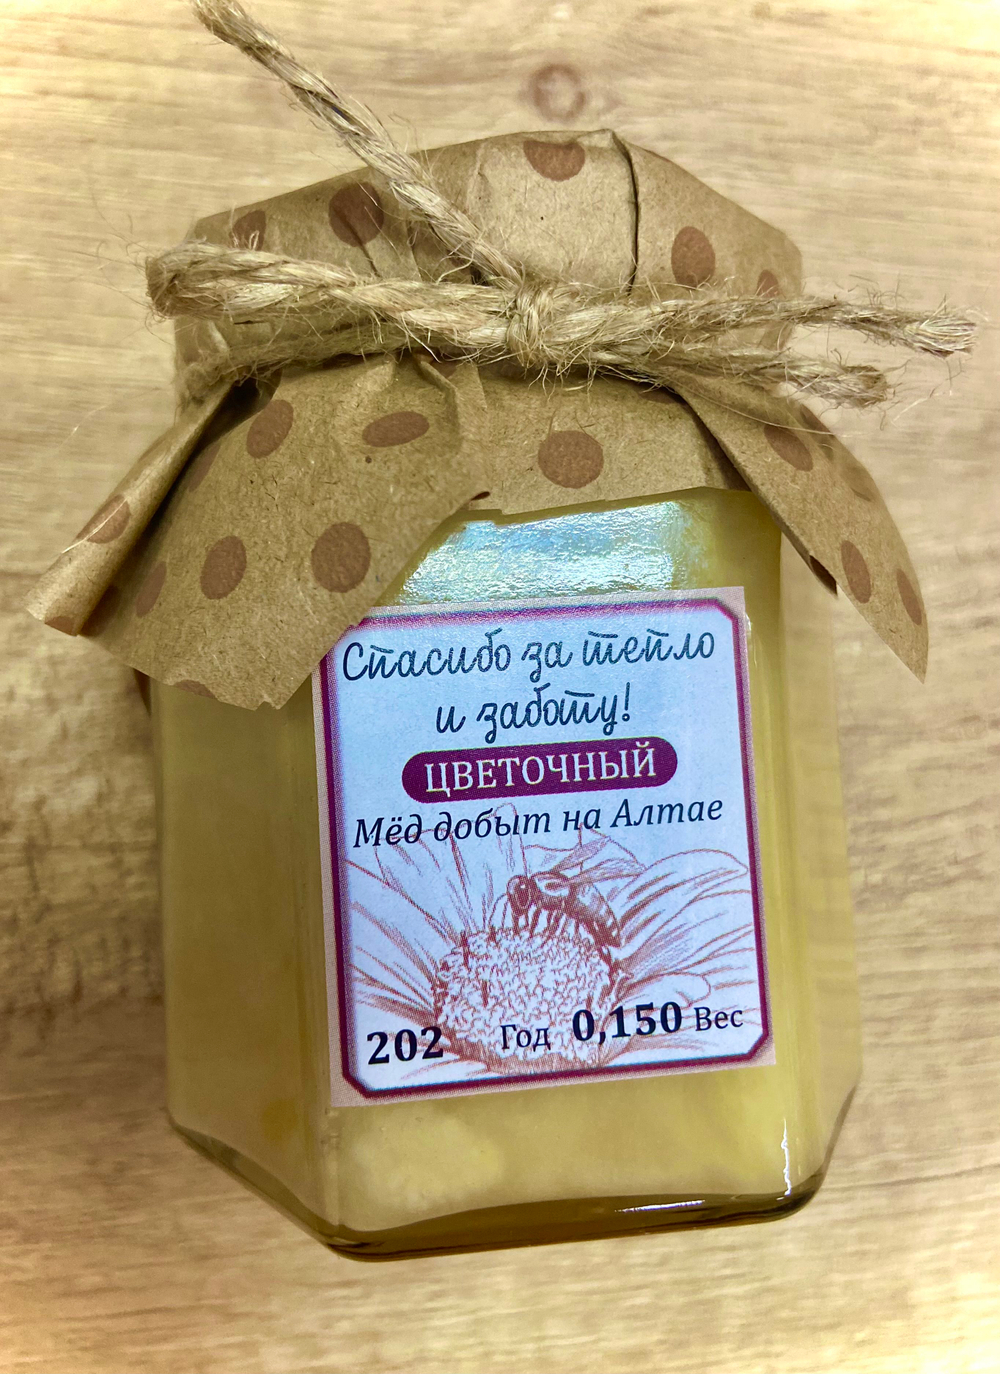 Спасибо за тепло
и заботу!
ЦВЕТОЧНЫЙ
Мёд добыт на Алтае
202 Год 0,150 Вес